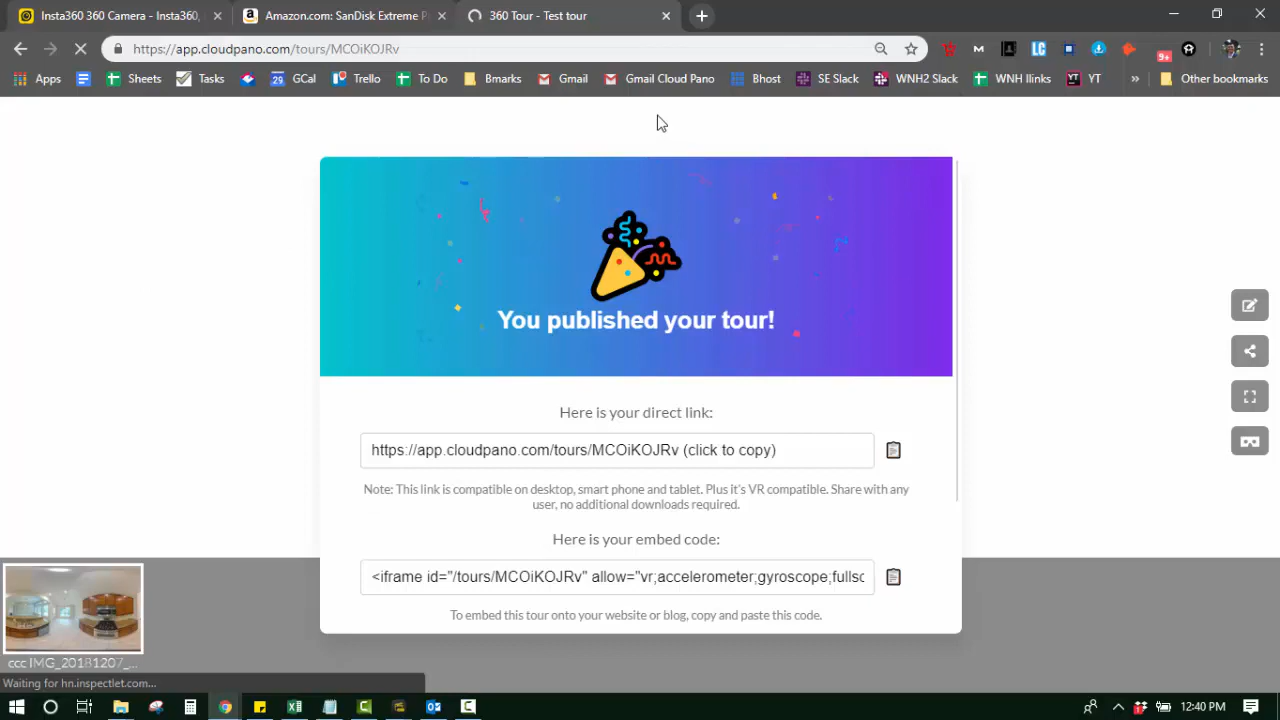 Insta360 360 Camera - Insta360,
Amazon.com: SanDisk Extreme P
360 Tour - Test tour
https://app.cloudpano.com/tours/MCOiKOJRv
LC
9+
Apps
Sheets
Tasks
29
GCal
Trello
To Do
Bmarks
Gmail
Gmail Cloud Pano
Bhost
SE Slack
WNH2 Slack
WNH llinks
YT
YT
»
Other bookmarks
You published your tour!
Here is your direct link:
https://app.cloudpano.com/tours/MCOiKOJRv (click to copy)
Note: This link is compatible on desktop, smart phone and tablet. Plus it's VR compatible. Share with any
user, no additional downloads required.
Here is your embed code:
<iframe id="/tours/MCOiKOJRv" allow="vr;accelerometer;gyroscope;fullsc
To embed this tour onto your website or blog, copy and paste this code.
ccc IMG_20181207_...
Waiting for hn.inspectlet.com...
12:40 PM